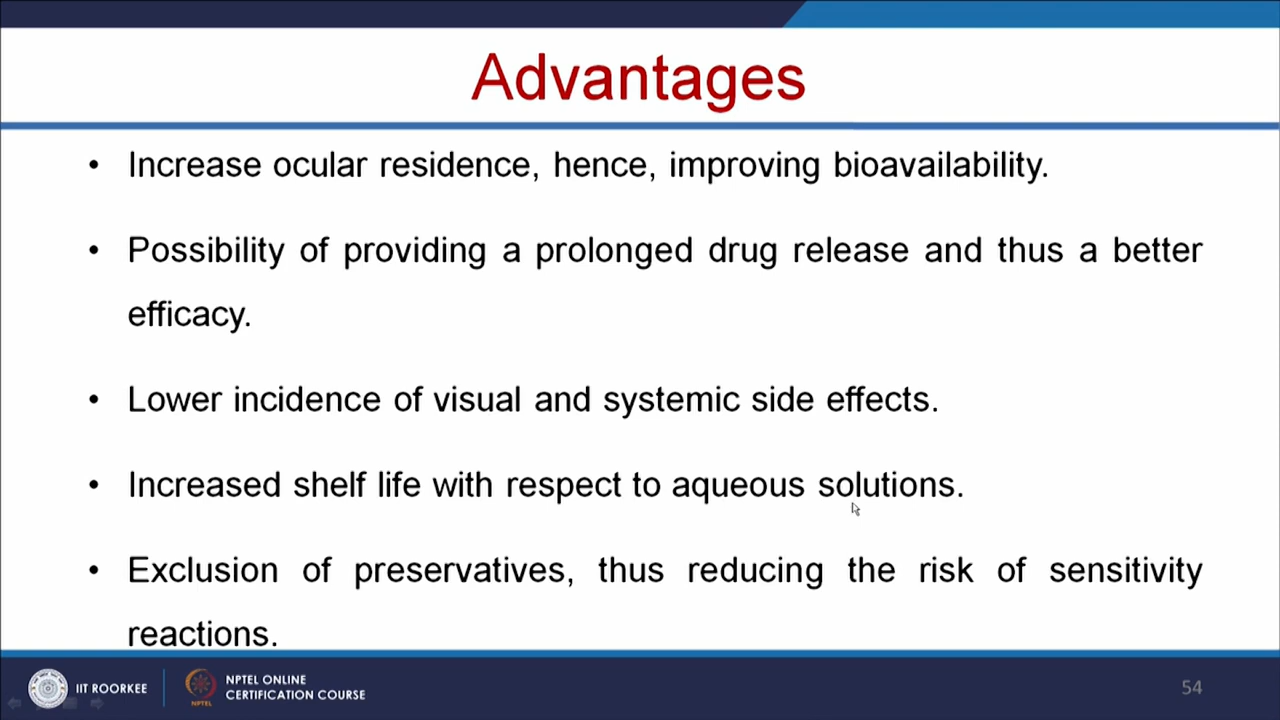 Advantages
• Increase ocular residence, hence, improving bioavailability.
• Possibility of providing a prolonged drug release and thus a better
efficacy.
• Lower incidence of visual and systemic side effects.
• Increased shelf life with respect to aqueous solutions.
• Exclusion of preservatives, thus reducing the risk of sensitivity
reactions.
IIT ROORKEE
NPTEL
NPTEL ONLINE
CERTIFICATION COURSE
54